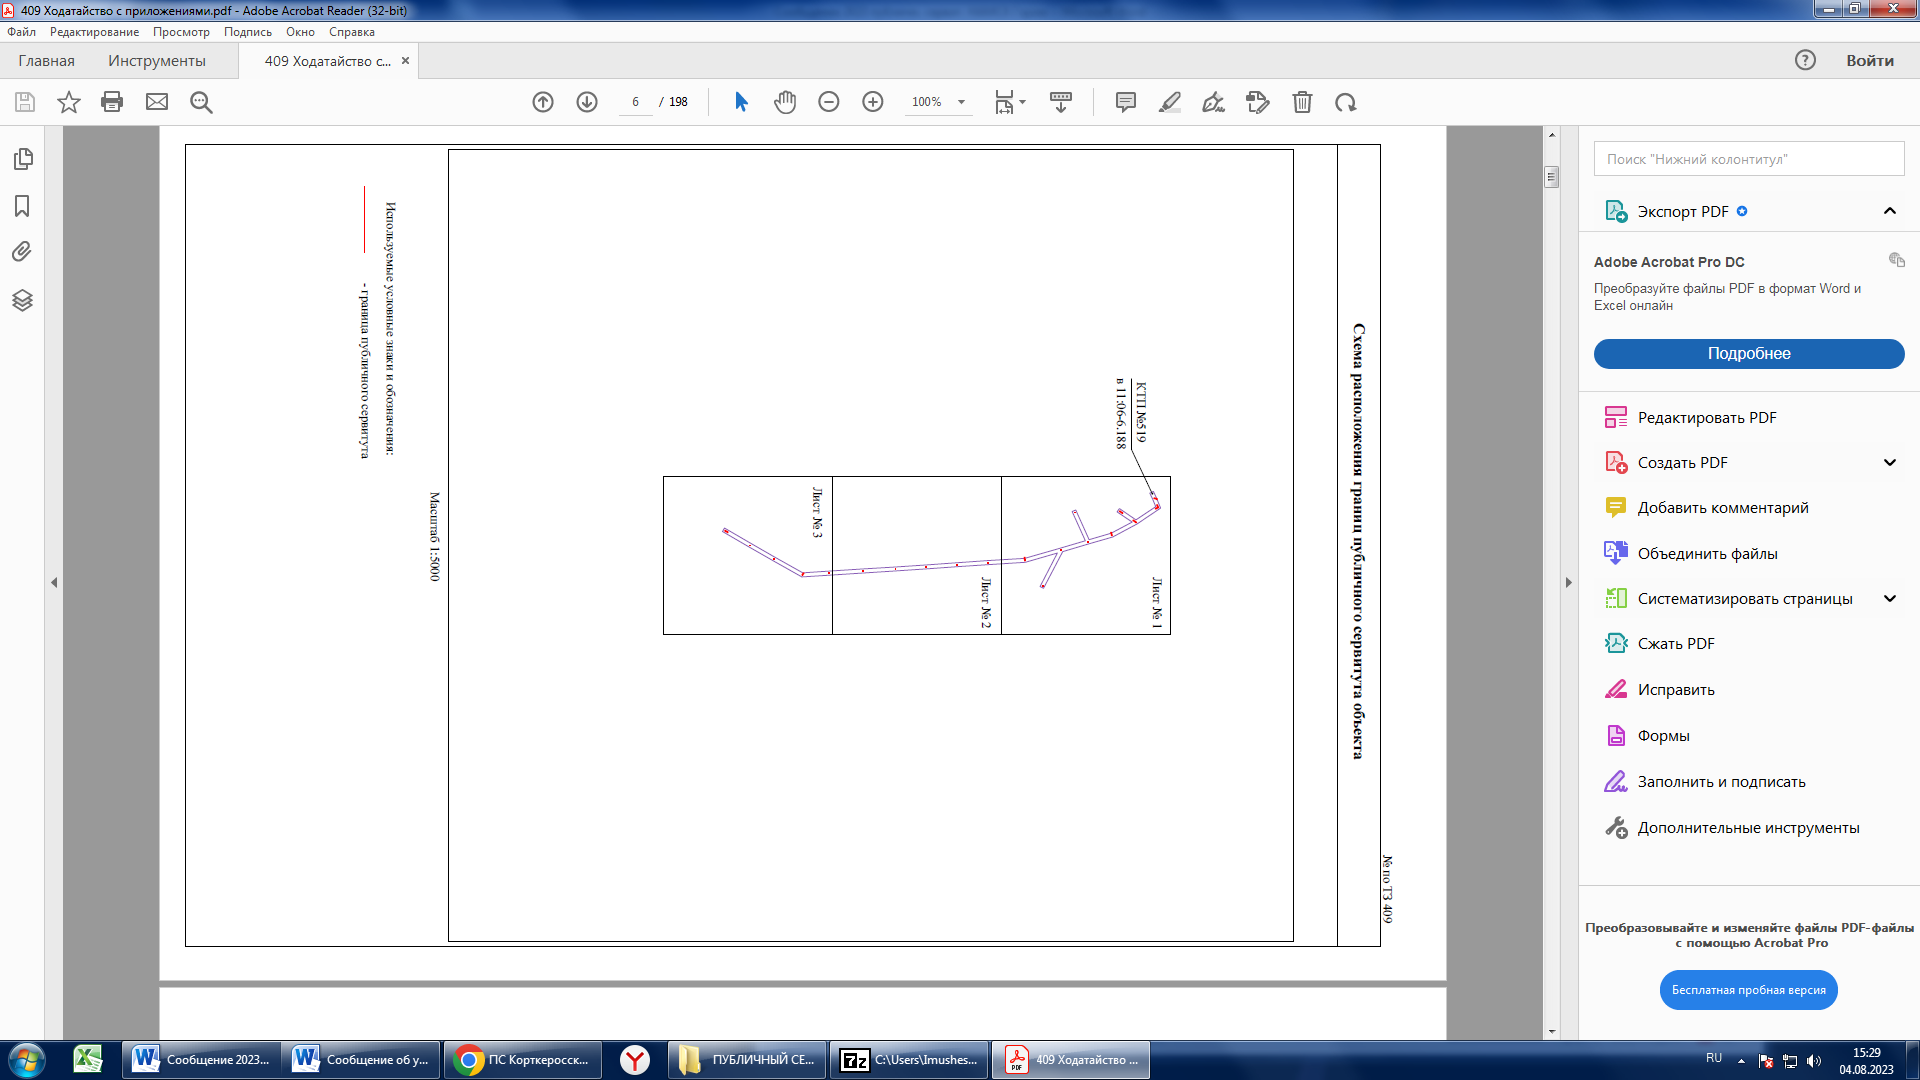 409 Ходатайство с приложениями.pdf - Adobe Acrobat Reader (32-bit)
Файл Редактирование Просмотр Подпись Окно Справка
Главная Инструменты 409 Ходатайство с... × Войти
6 / 198 100%
Схема расположения границ публичного сервитута объекта
№ по ТЗ 409
КТП №519
в 11:06-6.188
Лист № 1
Лист № 2
Лист № 3
Масштаб 1:5000
Используемые условные знаки и обозначения:
- граница публичного сервитута
Поиск "Нижний колонтитул"
Экспорт PDF
Adobe Acrobat Pro DC
Преобразуйте файлы PDF в формат Word и
Excel онлайн
Подробнее
Редактировать PDF
Создать PDF
Добавить комментарий
Объединить файлы
Систематизировать страницы
Сжать PDF
Исправить
Формы
Заполнить и подписать
Дополнительные инструменты
Преобразовывайте и изменяйте файлы PDF-файлы
с помощью Acrobat Pro
Бесплатная пробная версия
Сообщение 2023... Сообщение об у... ПС Корткеросск... ПУБЛИЧНЫЙ СЕ... C:\Users\Imushes... 409 Ходатайство ... RU 15:29
04.08.2023